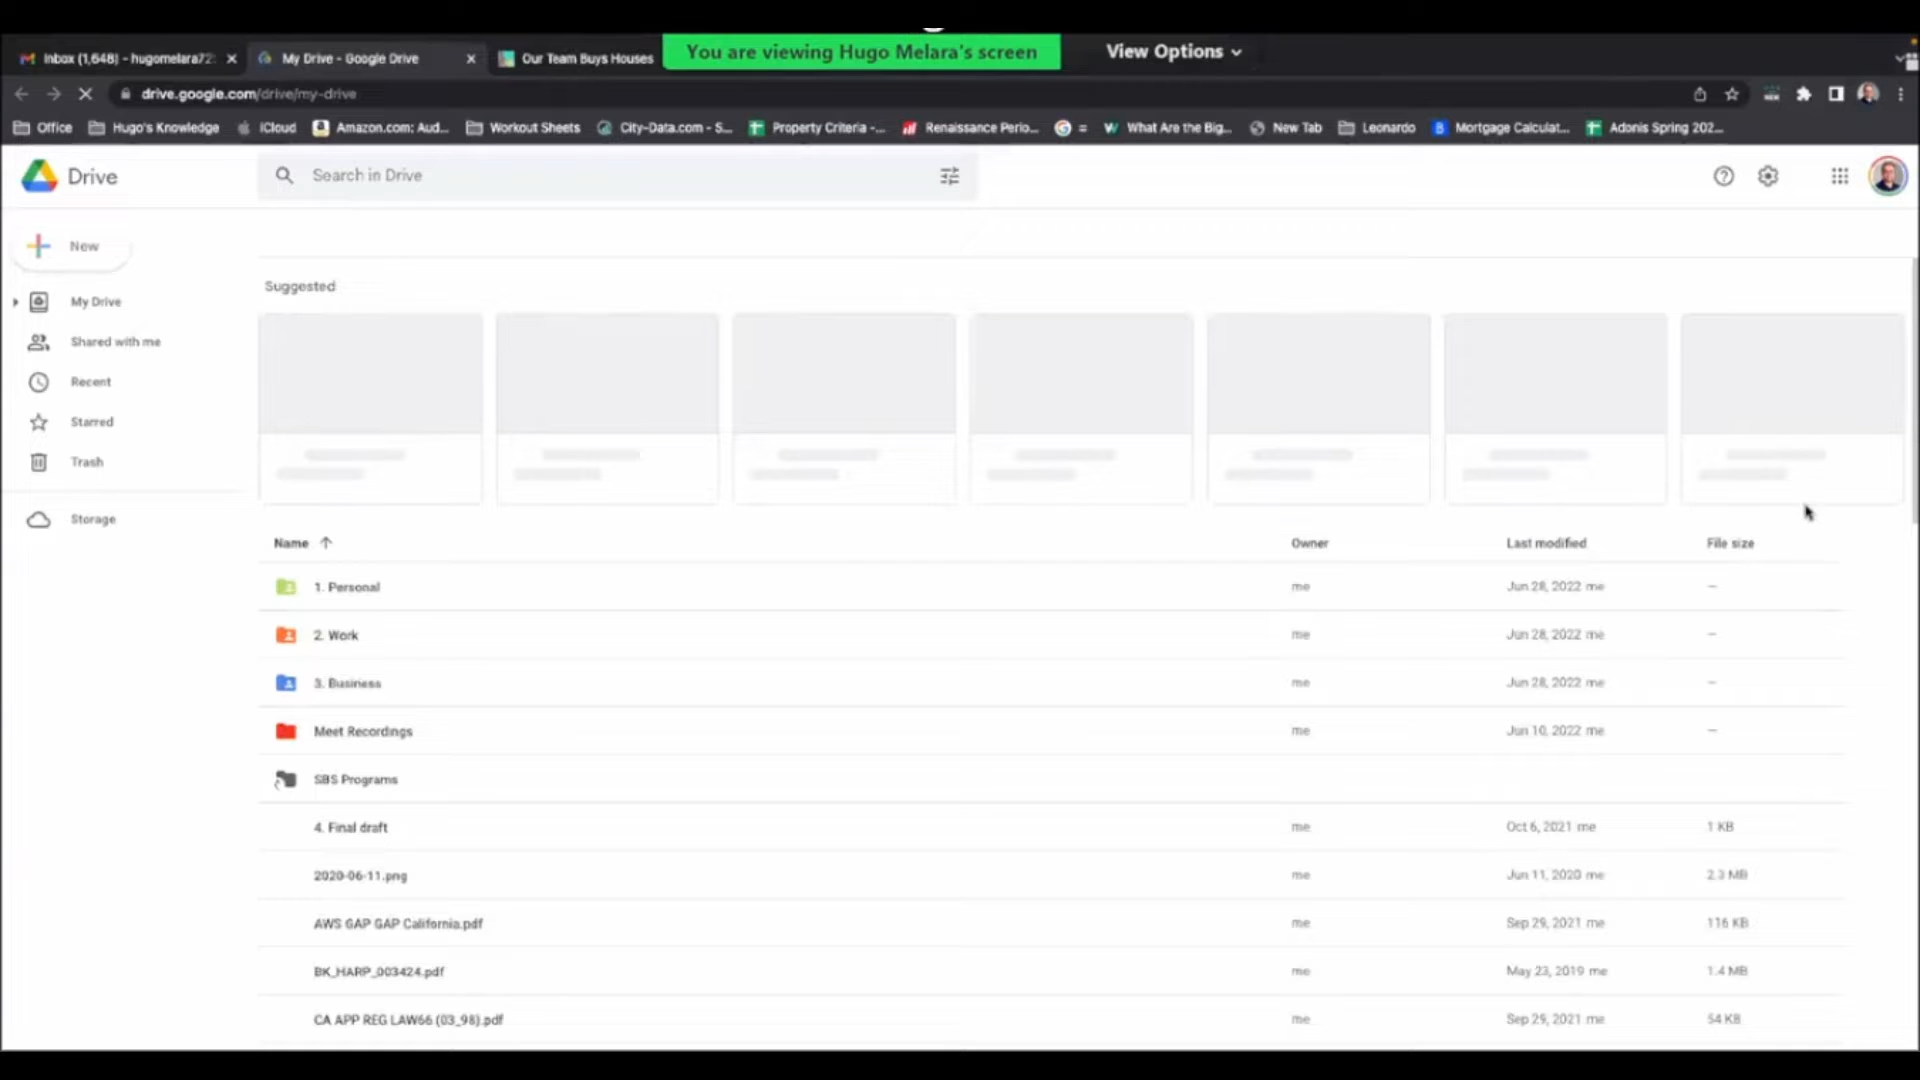 You are viewing Hugo Melara's screen
View Options
Inbox (1,648) - hugomelara72
My Drive - Google Drive
Our Team Buys Houses
drive.google.com/drive/my-drive
Office
Hugo's Knowledge
iCloud
Amazon.com: Aud...
Workout Sheets
City-Data.com - S...
Property Criteria -...
Renaissance Perio...
=
What Are the Big...
New Tab
Leonardo
Mortgage Calculat...
Adonis Spring 202...
Drive
Search in Drive
New
My Drive
Shared with me
Recent
Starred
Trash
Storage
Suggested
Name Owner Last modified File size
1. Personal me Jun 28, 2022 me –
2. Work me Jun 28, 2022 me –
3. Business me Jun 28, 2022 me –
Meet Recordings me Jun 10, 2022 me –
SBS Programs
4. Final draft me Oct 6, 2021 me 1 KB
2020-06-11.png me Jun 11, 2020 me 2.3 MB
AWS GAP GAP California.pdf me Sep 29, 2021 me 116 KB
BK_HARP_003424.pdf me May 23, 2019 me 1.4 MB
CA APP REG LAW66 (03_98).pdf me Sep 29, 2021 me 54 KB